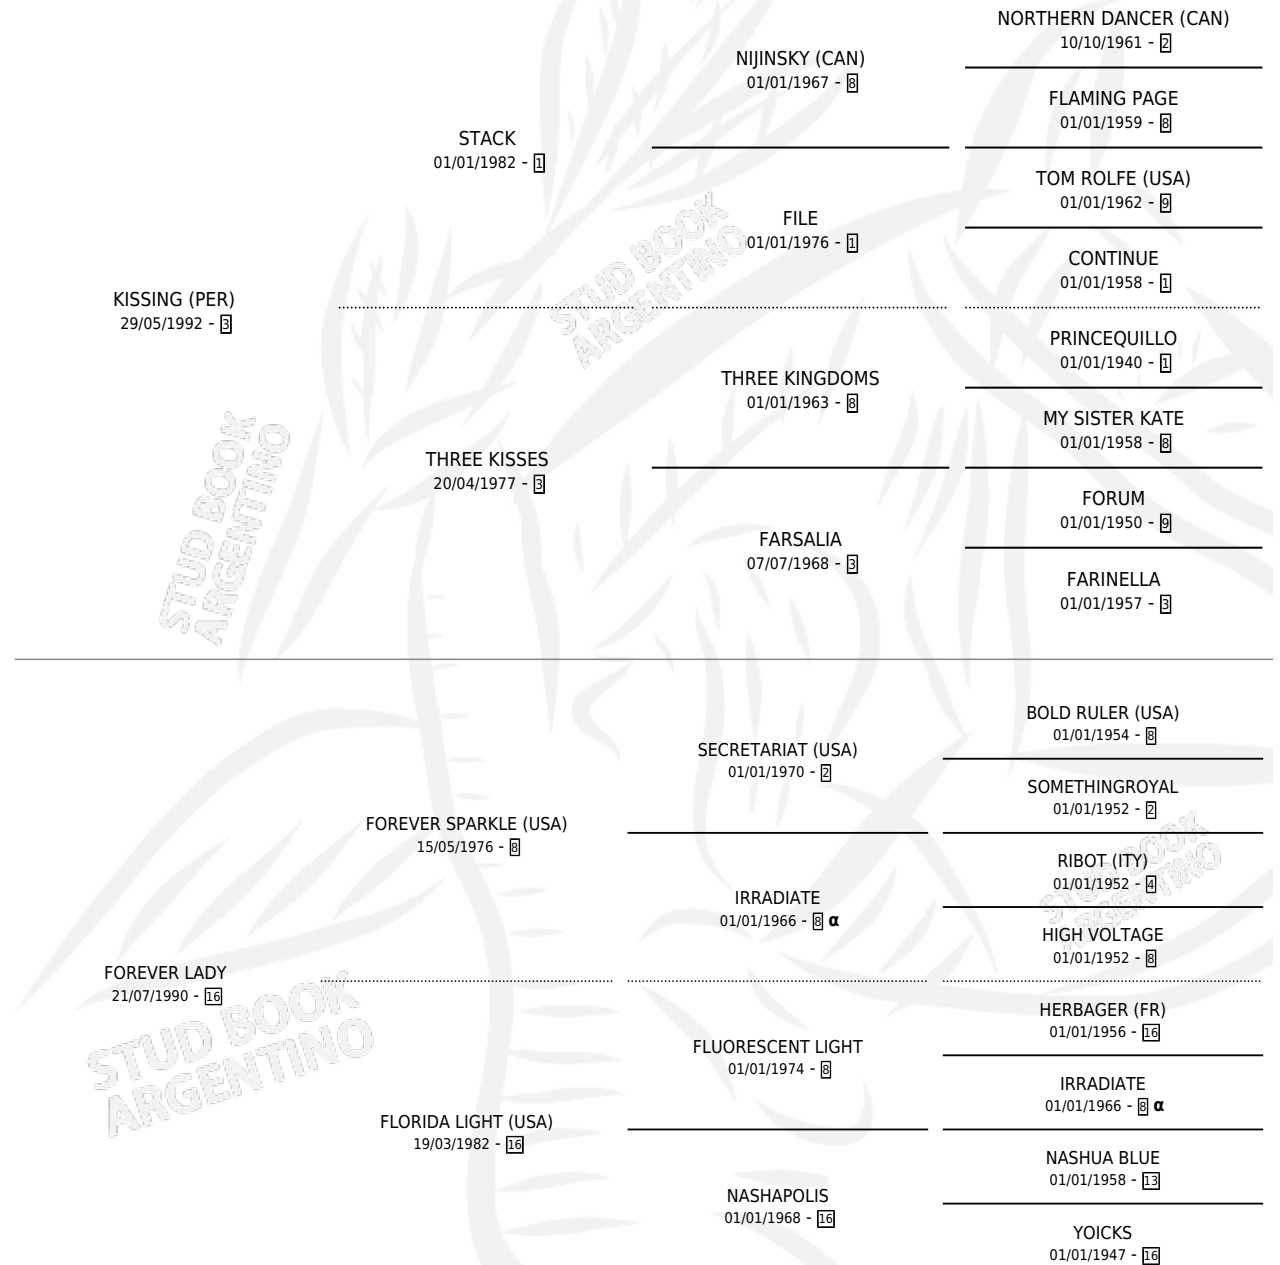 NORTHERN DANCER (CAN)
10/10/1961 - 2
NIJINSKY (CAN)
01/01/1967 - 8
FLAMING PAGE
01/01/1959 - 8
STACK
01/01/1982 - 1
TOM ROLFE (USA)
01/01/1962 - 9
FILE
01/01/1976 - 1
CONTINUE
01/01/1958 - 1
KISSING (PER)
29/05/1992 - 3
PRINCEQUILLO
01/01/1940 - 1
THREE KINGDOMS
01/01/1963 - 8
MY SISTER KATE
01/01/1958 - 8
THREE KISSES
20/04/1977 - 3
FORUM
01/01/1950 - 9
FARSALIA
07/07/1968 - 3
FARINELLA
01/01/1957 - 3
STUD BOOK
ARGENTINO
STUD BOOK
ARGENTINO
BOLD RULER (USA)
01/01/1954 - 8
SECRETARIAT (USA)
01/01/1970 - 2
SOMETHINGROYAL
01/01/1952 - 2
FOREVER SPARKLE (USA)
15/05/1976 - 8
RIBOT (ITY)
01/01/1952 - 4
IRRADIATE
01/01/1966 - 8 α
HIGH VOLTAGE
01/01/1952 - 8
FOREVER LADY
21/07/1990 - 16
HERBAGER (FR)
01/01/1956 - 16
FLUORESCENT LIGHT
01/01/1974 - 8
IRRADIATE
01/01/1966 - 8 α
FLORIDA LIGHT (USA)
19/03/1982 - 16
NASHUA BLUE
01/01/1958 - 13
NASHAPOLIS
01/01/1968 - 16
YOICKS
01/01/1947 - 16
STUD BOOK
ARGENTINO
STUD BOOK
ARGENTINO